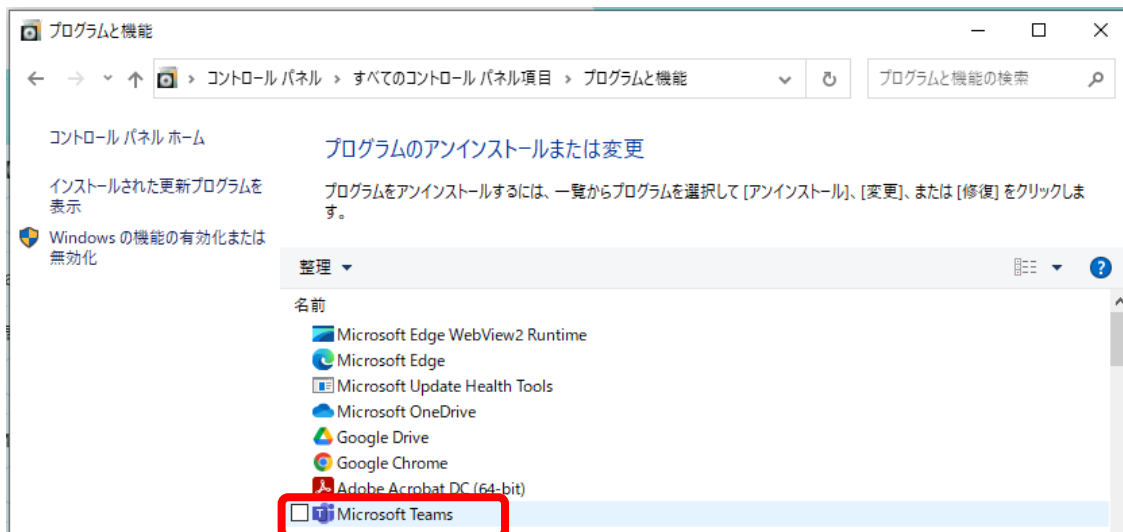 プログラムと機能
コントロール パネル › すべてのコントロール パネル項目 › プログラムと機能
プログラムと機能の検索
コントロール パネル ホーム
インストールされた更新プログラムを
表示
Windows の機能の有効化または
無効化
プログラムのアンインストールまたは変更
プログラムをアンインストールするには、一覧からプログラムを選択して [アンインストール]、[変更]、または [修復] をクリックしま
す。
整理
名前
Microsoft Edge WebView2 Runtime
Microsoft Edge
Microsoft Update Health Tools
Microsoft OneDrive
Google Drive
Google Chrome
Adobe Acrobat DC (64-bit)
Microsoft Teams